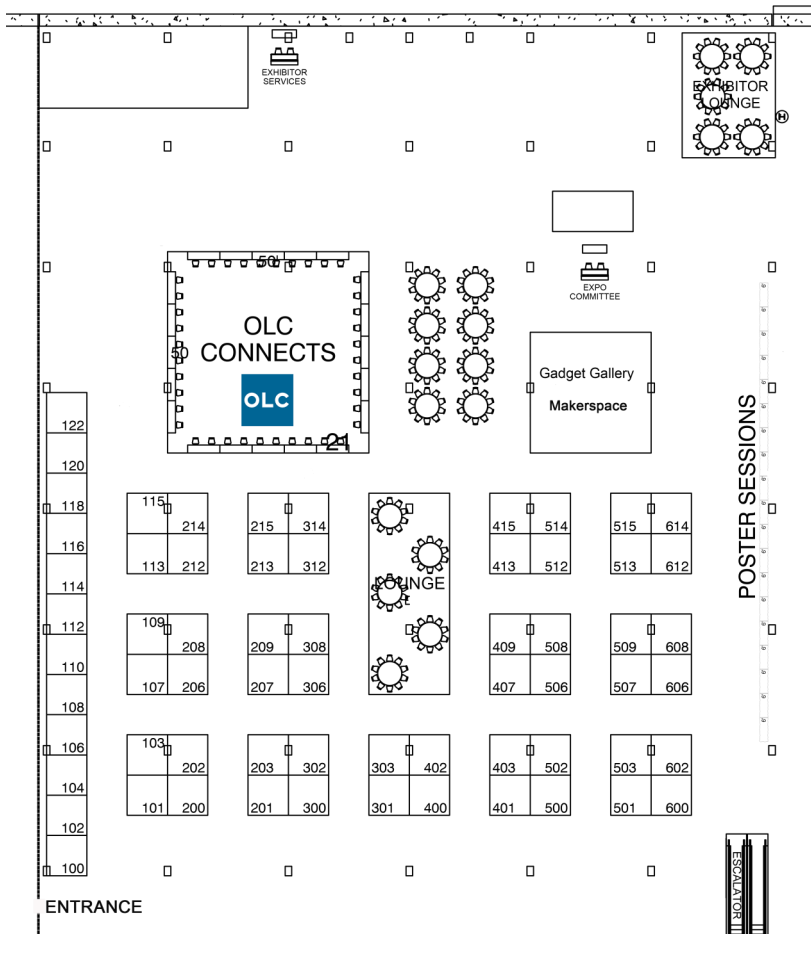 EXHIBITOR
SERVICES
EXHIBITOR
LOUNGE
H
50
EXPO
COMMITTEE
OLC
50 CONNECTS
OLC
21
Gadget Gallery
Makerspace
POSTER SESSIONS
122
120
118
116
114
112
110
108
106
104
102
100
115 214 215 314 415 514 515 614
113 212 213 312 413 512 513 612
LOUNGE
109 208 209 308 409 508 509 608
107 206 207 306 407 506 507 606
103 202 203 302 303 402 403 502 503 602
101 200 201 300 301 400 401 500 501 600
ESCALATOR
ENTRANCE